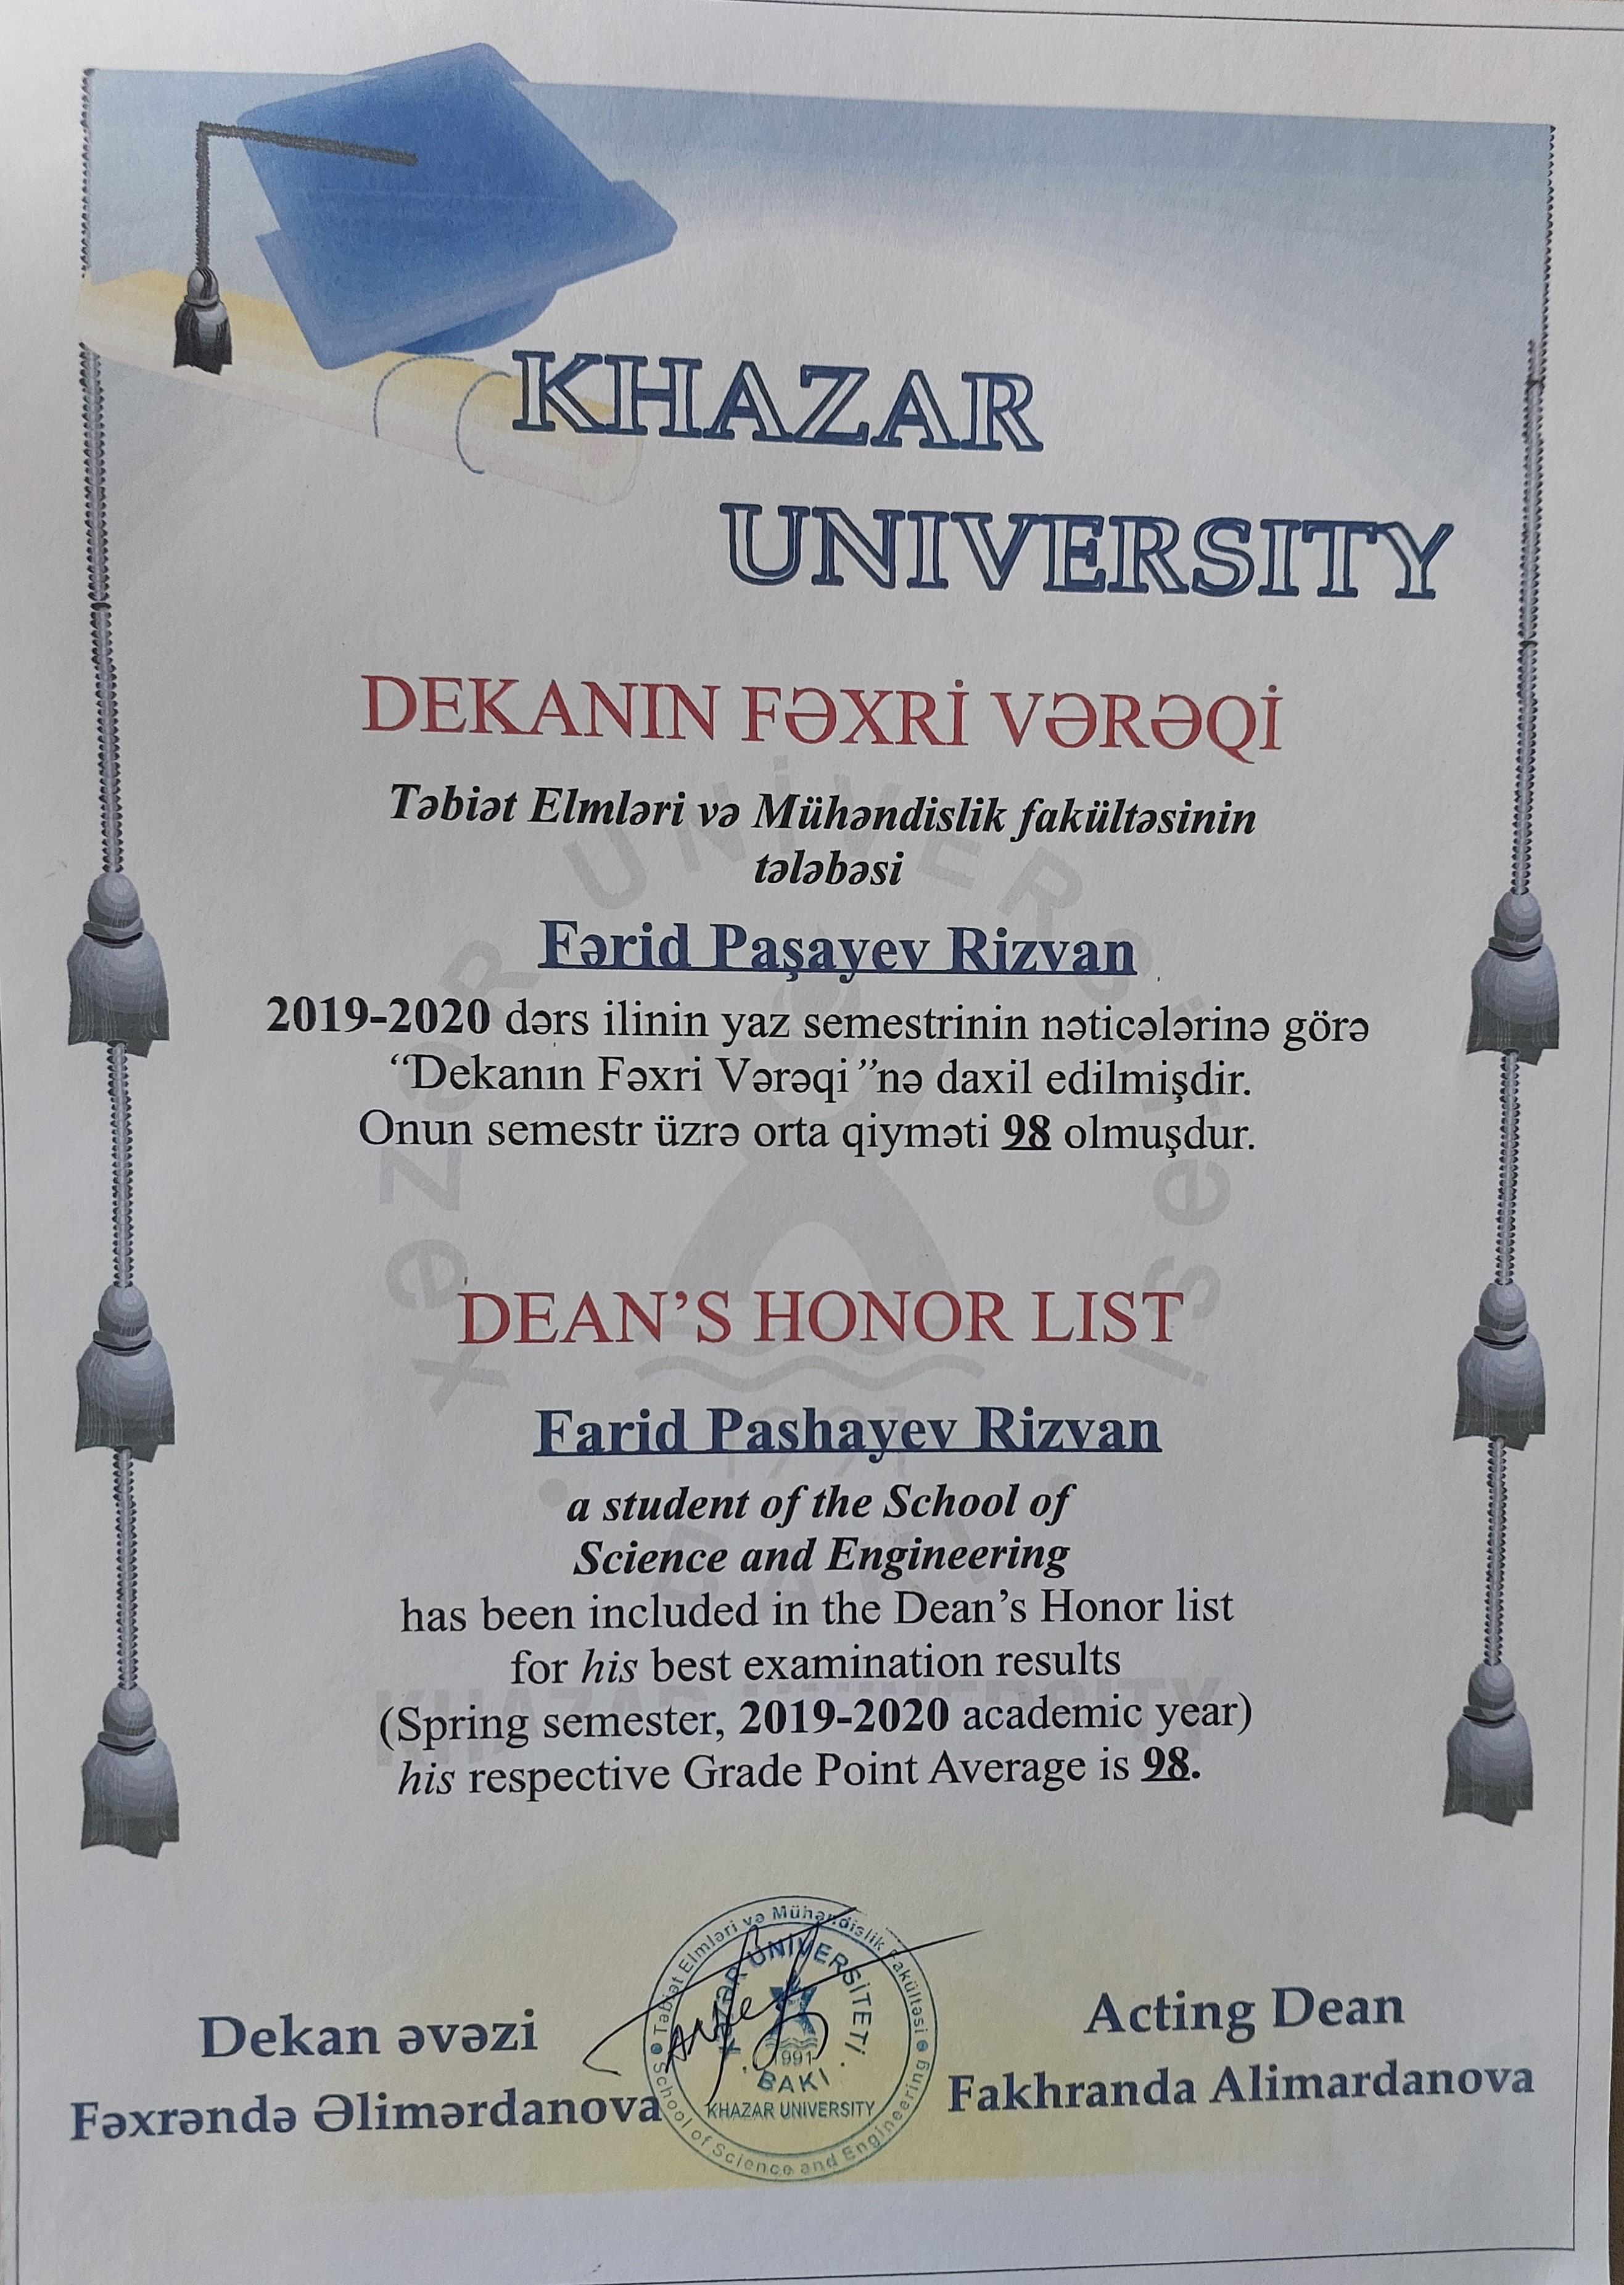 KHAZAR
UNIVERSITY
DEKANIN FƏXRİ VƏRƏQİ
Təbiət Elmləri və Mühəndislik fakültəsinin
tələbəsi
Fərid Paşayev Rizvan
2019-2020 dərs ilinin yaz semestrinin nəticələrinə görə
“Dekanın Fəxri Vərəqi”nə daxil edilmişdir.
Onun semestr üzrə orta qiyməti 98 olmuşdur.
DEAN’S HONOR LIST
Farid Pashayev Rizvan
a student of the School of
Science and Engineering
has been included in the Dean’s Honor list
for his best examination results
(Spring semester, 2019-2020 academic year)
his respective Grade Point Average is 98.
Dekan əvəzi
Fəxrəndə Əlimərdanova
Acting Dean
Fakhranda Alimardanova
Təbiət Elmləri və Mühəndislik Fakültəsi
XƏZƏR UNİVERSİTETİ
1991
BAKI
KHAZAR UNIVERSITY
School of Science and Engineering